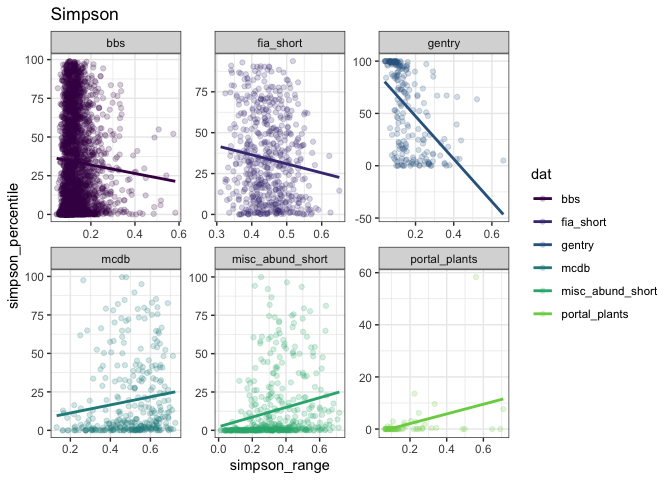 Simpson
bbs
fia_short
gentry
100
75
50
25
0
0.2
0.4
0.6
75
50
25
0
0.3
0.4
0.5
0.6
100
50
0
-50
0.2
0.4
0.6
simpson_percentile
mcdb
misc_abund_short
portal_plants
100
75
50
25
0
0.2
0.4
0.6
100
75
50
25
0
0.0
0.2
0.4
0.6
60
40
20
0
0.2
0.4
0.6
simpson_range
dat
bbs
fia_short
gentry
mcdb
misc_abund_short
portal_plants